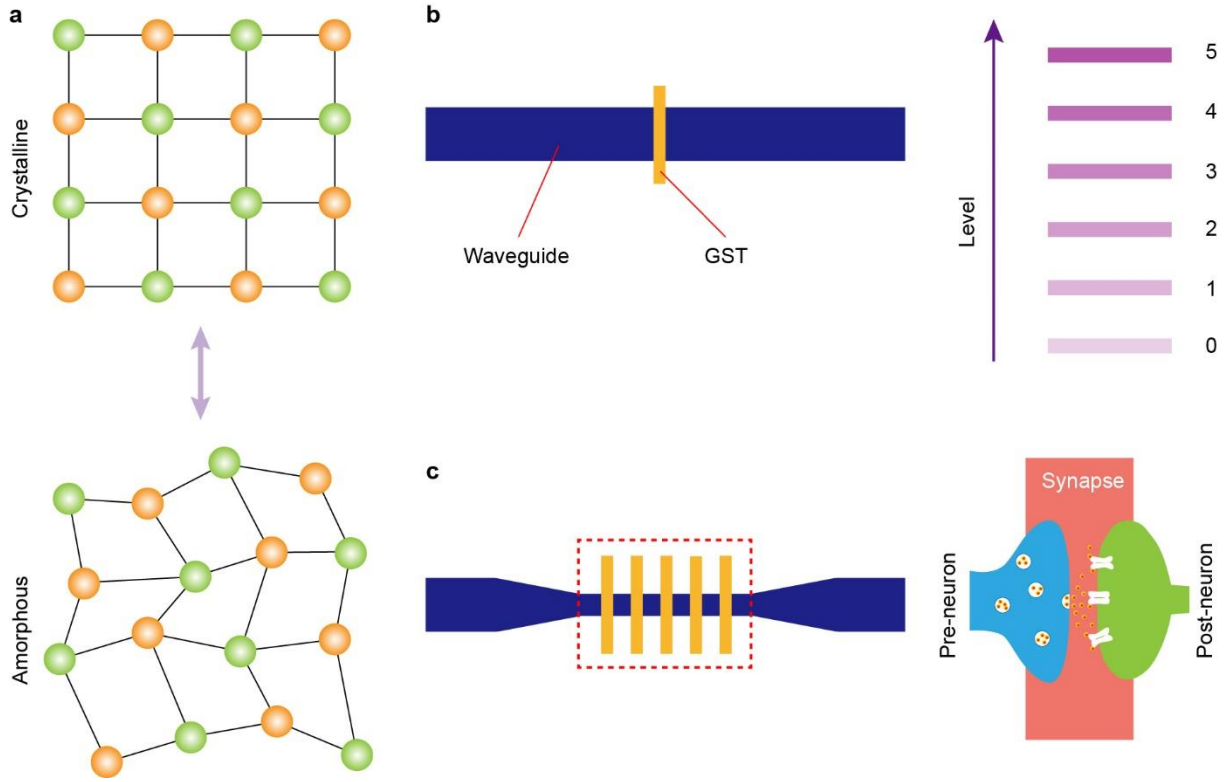 a
Crystalline
Amorphous
b
Waveguide
GST
Level
5
4
3
2
1
0
c
Synapse
Pre-neuron
Post-neuron